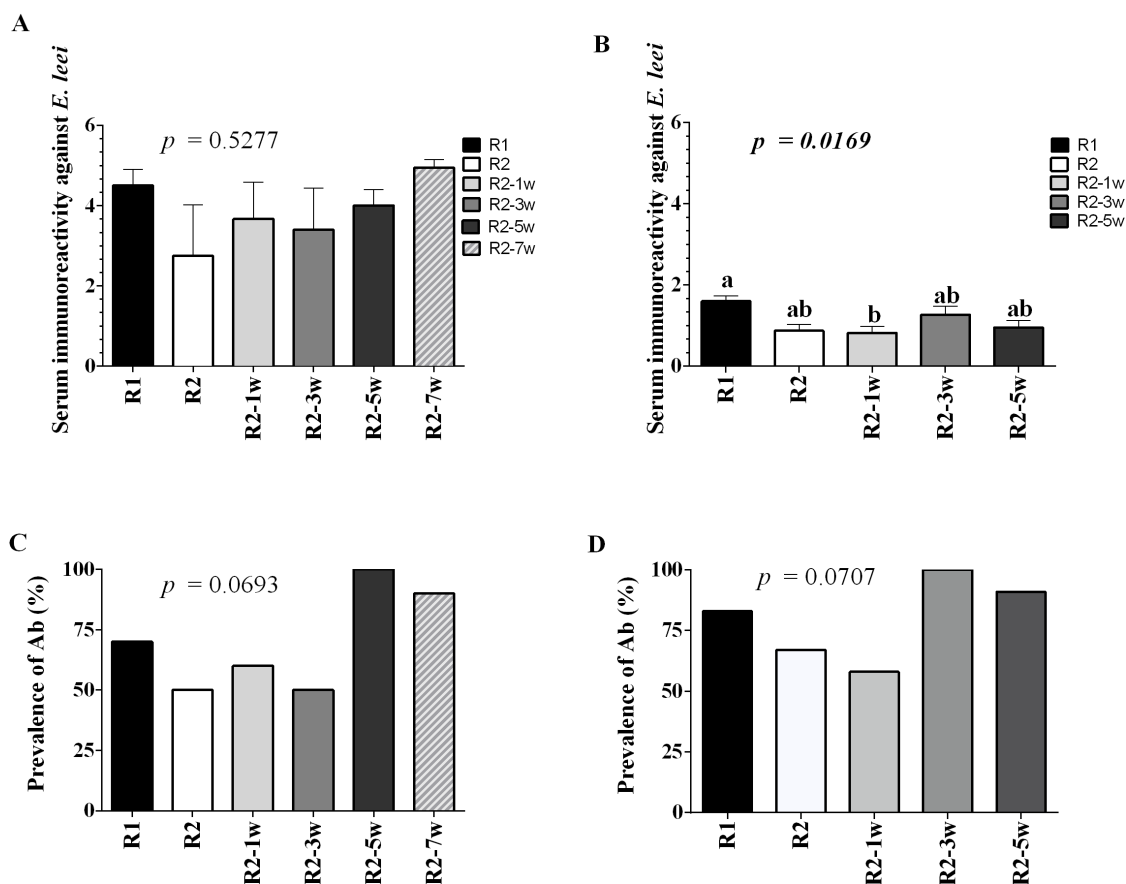 A
Serum immunoreactivity against E. leei
6
4
2
0
p = 0.5277
R1
R2
R2-1w
R2-3w
R2-5w
R2-7w
R1
R2
R2-1w
R2-3w
R2-5w
R2-7w
B
Serum immunoreactivity against E. leei
6
4
2
0
p = 0.0169
a
ab
b
ab
ab
R1
R2
R2-1w
R2-3w
R2-5w
R1
R2
R2-1w
R2-3w
R2-5w
C
Prevalence of Ab (%)
100
75
50
25
0
p = 0.0693
R1
R2
R2-1w
R2-3w
R2-5w
R2-7w
D
Prevalence of Ab (%)
100
75
50
25
0
p = 0.0707
R1
R2
R2-1w
R2-3w
R2-5w